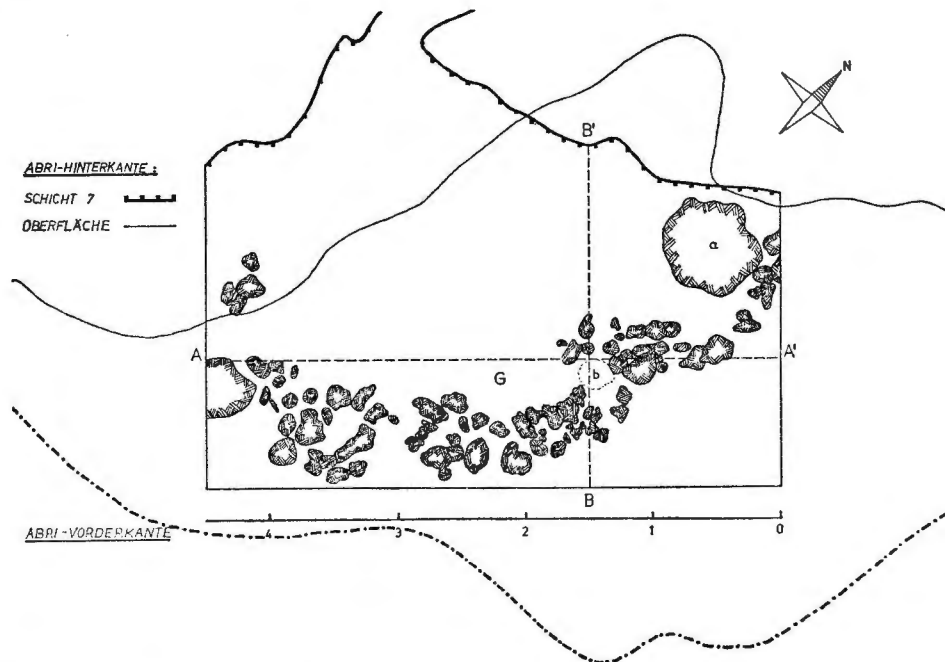 N
B'
ABRI-HINTERKANTE:
SCHICHT 7
OBERFLÄCHE
a
A
A'
G
b
B
4 3 2 1 0
ABRI-VORDERKANTE